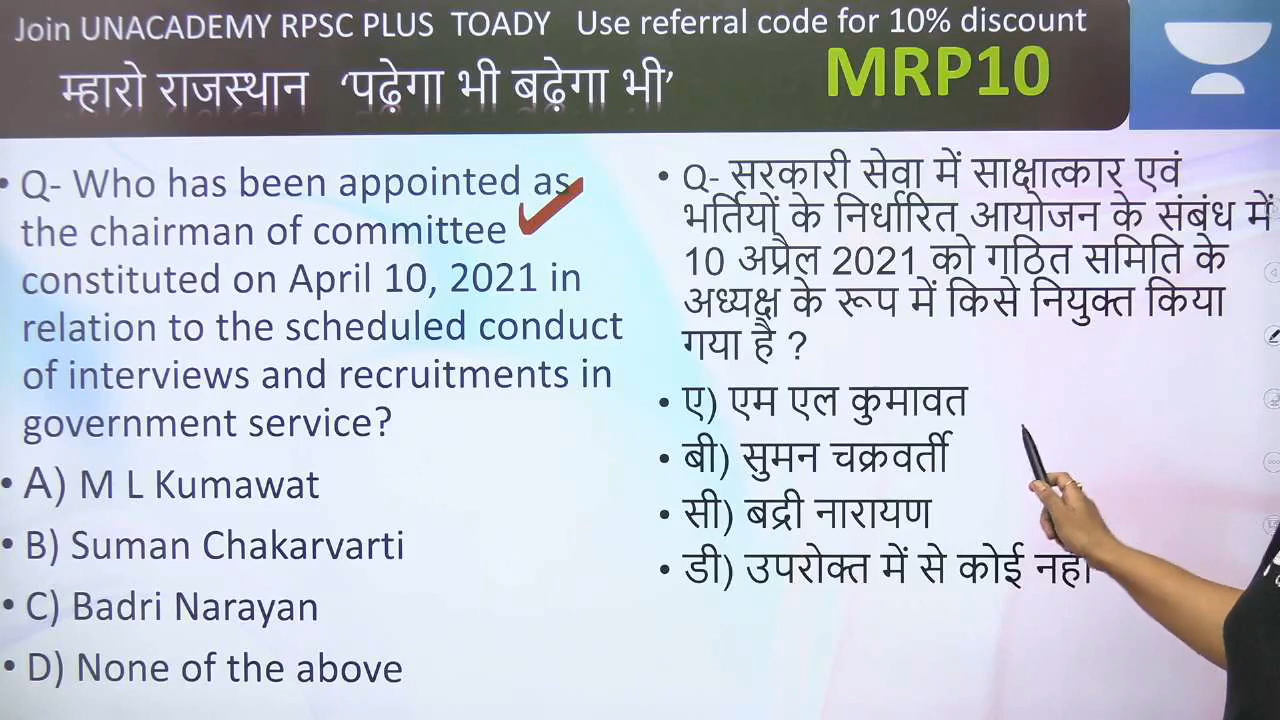 Join UNACADEMY RPSC PLUS TOADY Use referral code for 10% discount
म्हारो राजस्थान ‘पढ़ेगा भी बढ़ेगा भी’
MRP10
• Q- Who has been appointed as
the chairman of committee
constituted on April 10, 2021 in
relation to the scheduled conduct
of interviews and recruitments in
government service?
• A) M L Kumawat
• B) Suman Chakarvarti
• C) Badri Narayan
• D) None of the above
• Q- सरकारी सेवा में साक्षात्कार एवं
भर्तियों के निर्धारित आयोजन के संबंध में
10 अप्रैल 2021 को गठित समिति के
अध्यक्ष के रूप में किसे नियुक्त किया
गया है ?
• ए) एम एल कुमावत
• बी) सुमन चक्रवर्ती
• सी) बद्री नारायण
• डी) उपरोक्त में से कोई नहीं